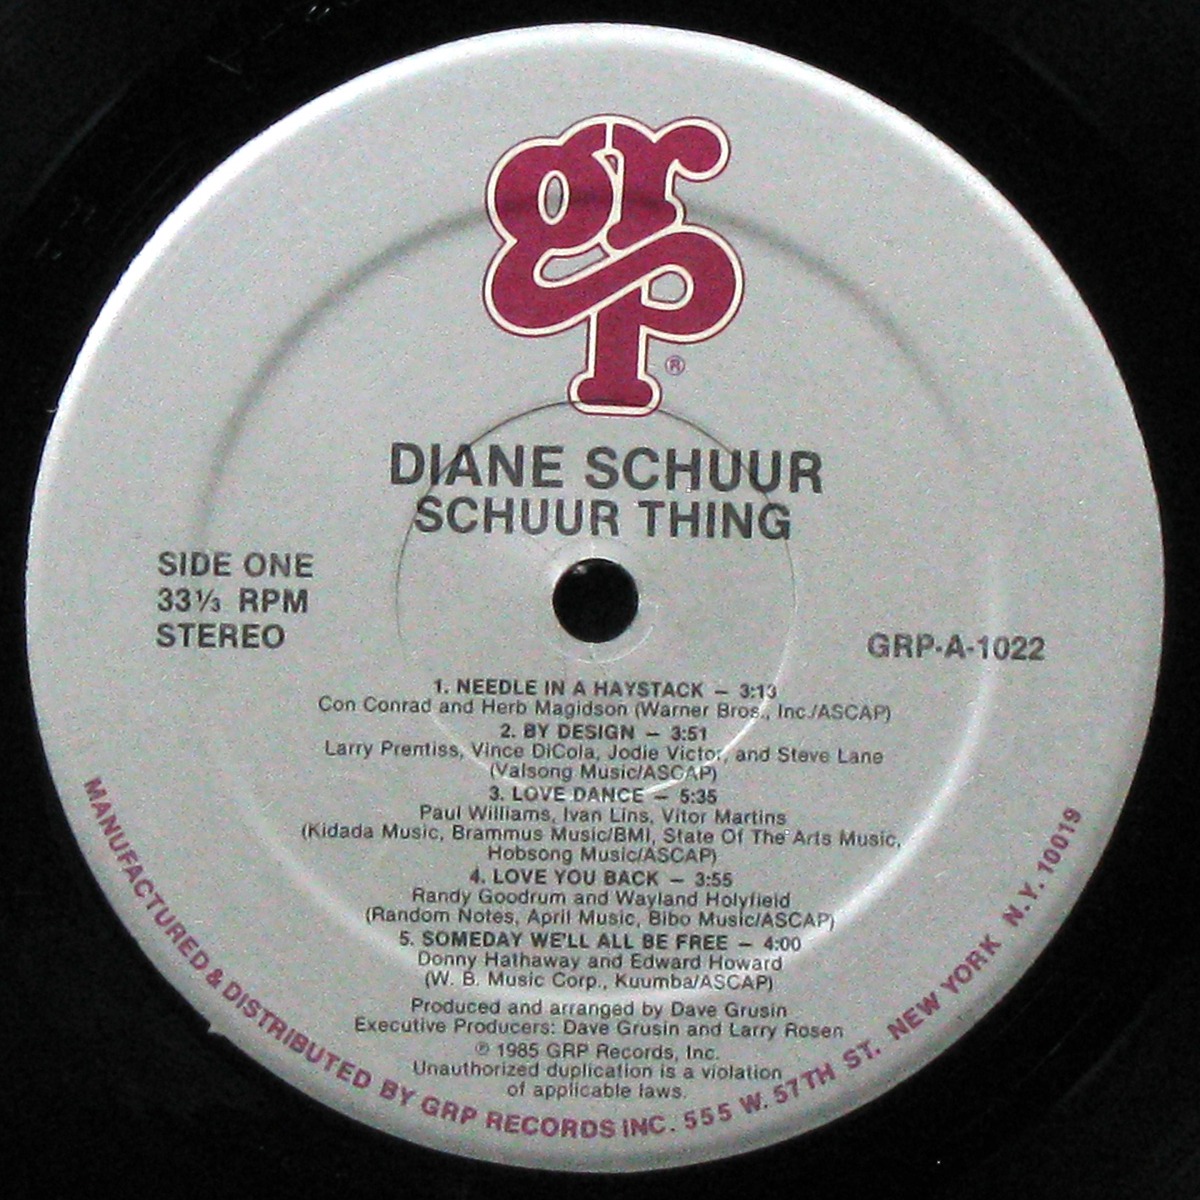 grp
®
DIANE SCHUUR
SCHUUR THING
SIDE ONE
33⅓ RPM
STEREO
GRP-A-1022
1. NEEDLE IN A HAYSTACK – 3:13
Con Conrad and Herb Magidson (Warner Bros., Inc./ASCAP)
2. BY DESIGN – 3:51
Larry Prentiss, Vince DiCola, Jodie Victor, and Steve Lane
(Valsong Music/ASCAP)
3. LOVE DANCE – 5:35
Paul Williams, Ivan Lins, Vitor Martins
(Kidada Music, Brammus Music/BMI, State Of The Arts Music,
Hobsong Music/ASCAP)
4. LOVE YOU BACK – 3:55
Randy Goodrum and Wayland Holyfield
(Random Notes, April Music, Bibo Music/ASCAP)
5. SOMEDAY WE'LL ALL BE FREE – 4:00
Donny Hathaway and Edward Howard
(W. B. Music Corp., Kuumba/ASCAP)
Produced and arranged by Dave Grusin
Executive Producers: Dave Grusin and Larry Rosen
℗ 1985 GRP Records, Inc.
Unauthorized duplication is a violation
of applicable laws.
MANUFACTURED & DISTRIBUTED BY GRP RECORDS INC. 555 W. 57TH ST. NEW YORK N.Y. 10019